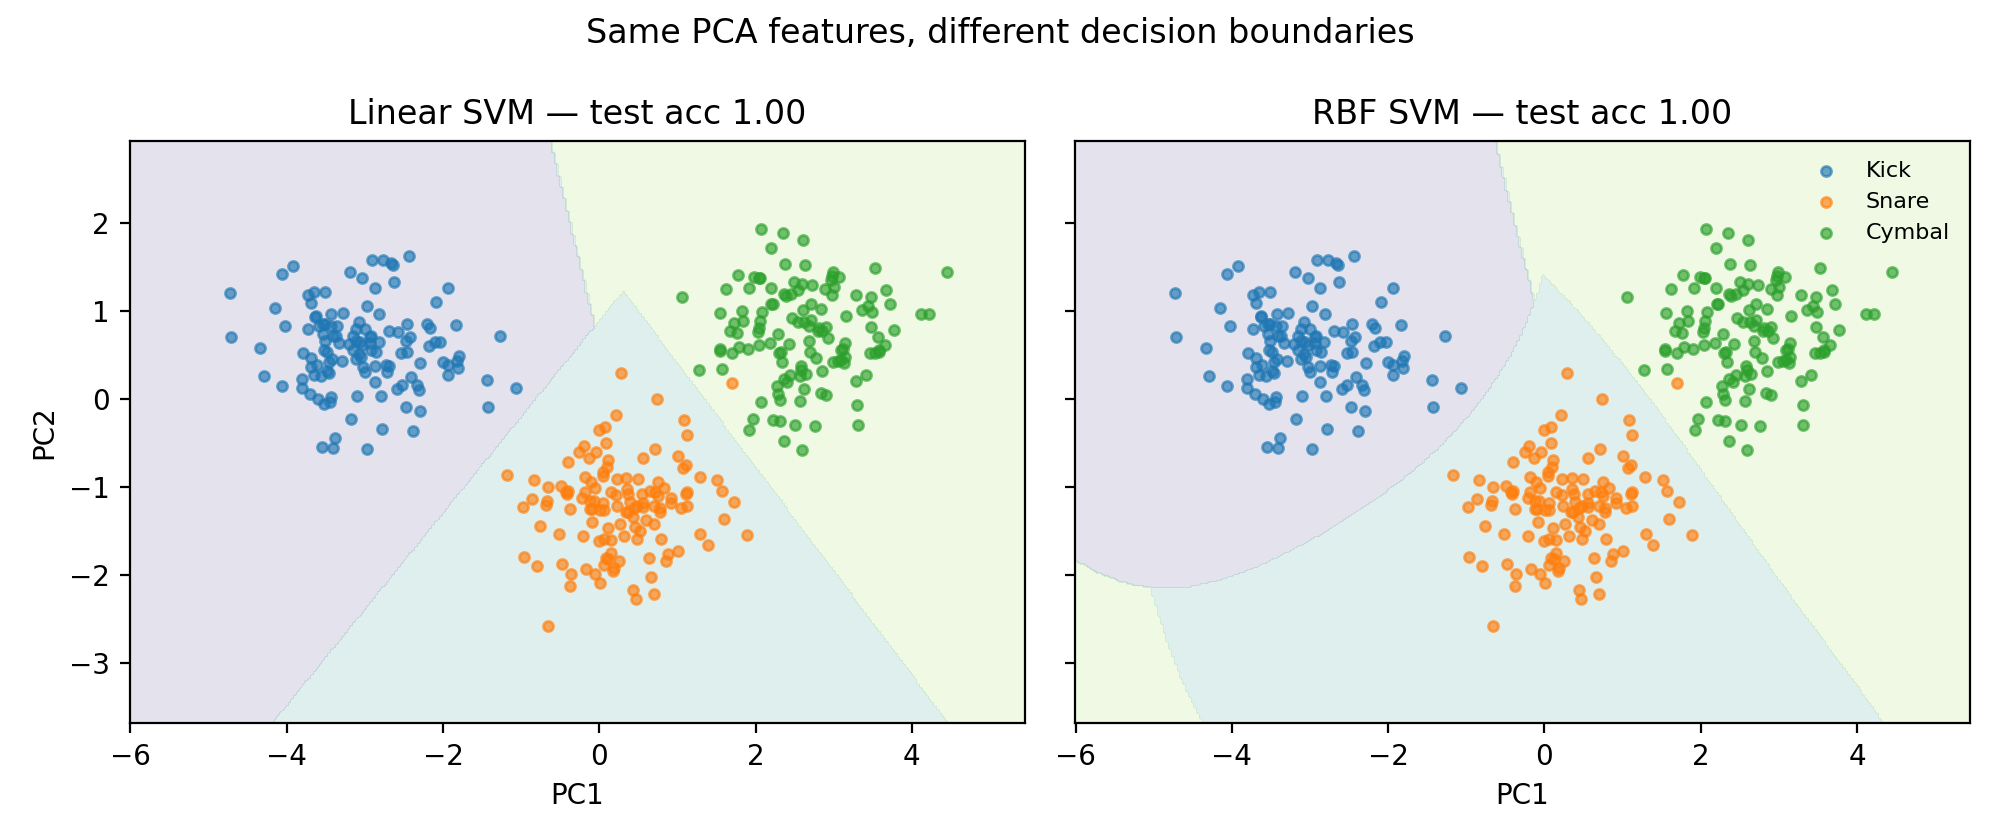 Same PCA features, different decision boundaries
Linear SVM — test acc 1.00
RBF SVM — test acc 1.00
Kick
Snare
Cymbal
PC2
2
1
0
−1
−2
−3
−6
−4
−2
0
2
4
−6
−4
−2
0
2
4
PC1
PC1